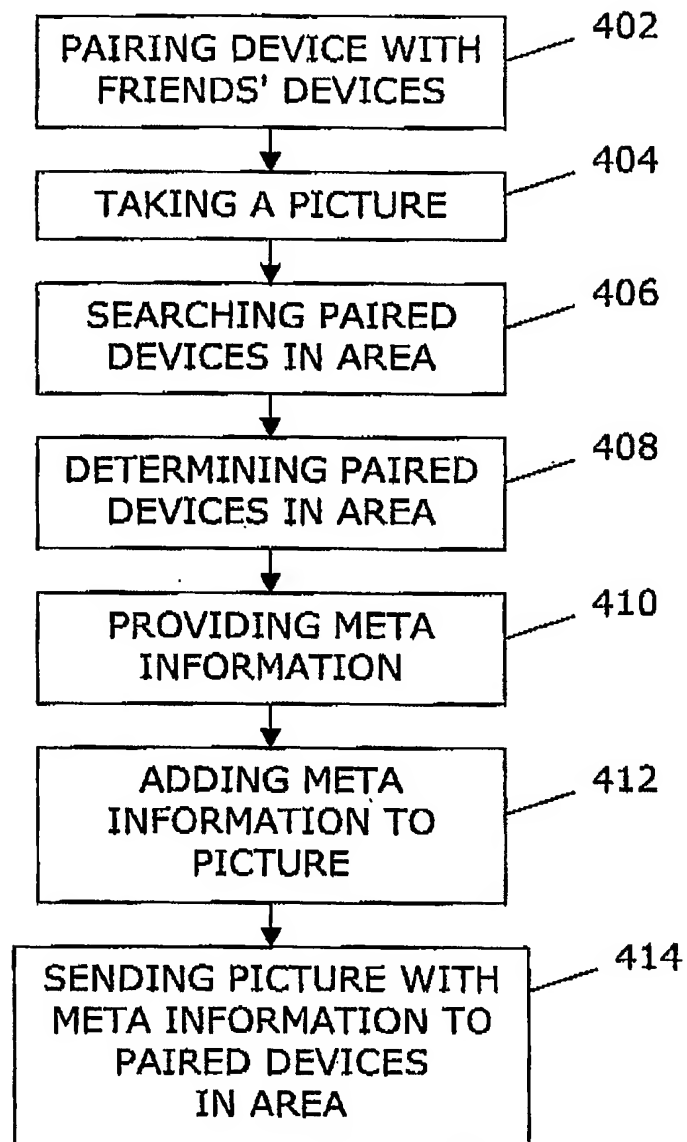 PAIRING DEVICE WITH
FRIENDS' DEVICES
402
TAKING A PICTURE
404
SEARCHING PAIRED
DEVICES IN AREA
406
DETERMINING PAIRED
DEVICES IN AREA
408
PROVIDING META
INFORMATION
410
ADDING META
INFORMATION TO
PICTURE
412
SENDING PICTURE WITH
META INFORMATION TO
PAIRED DEVICES
IN AREA
414